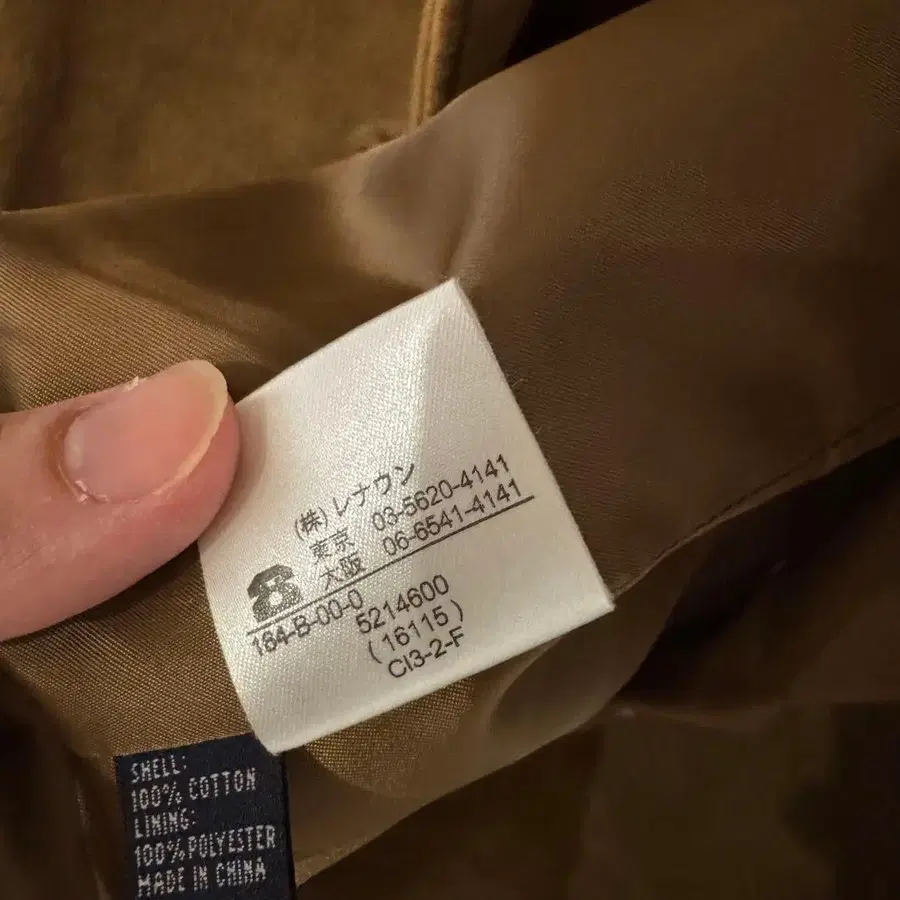 (株)レナウン
東京 03-5620-4141
大阪 06-6541-4141
164-B-00-0
5214600
(16115)
CI3-2-F
SHELL:
100% COTTON
LINING:
100% POLYESTER
MADE IN CHINA